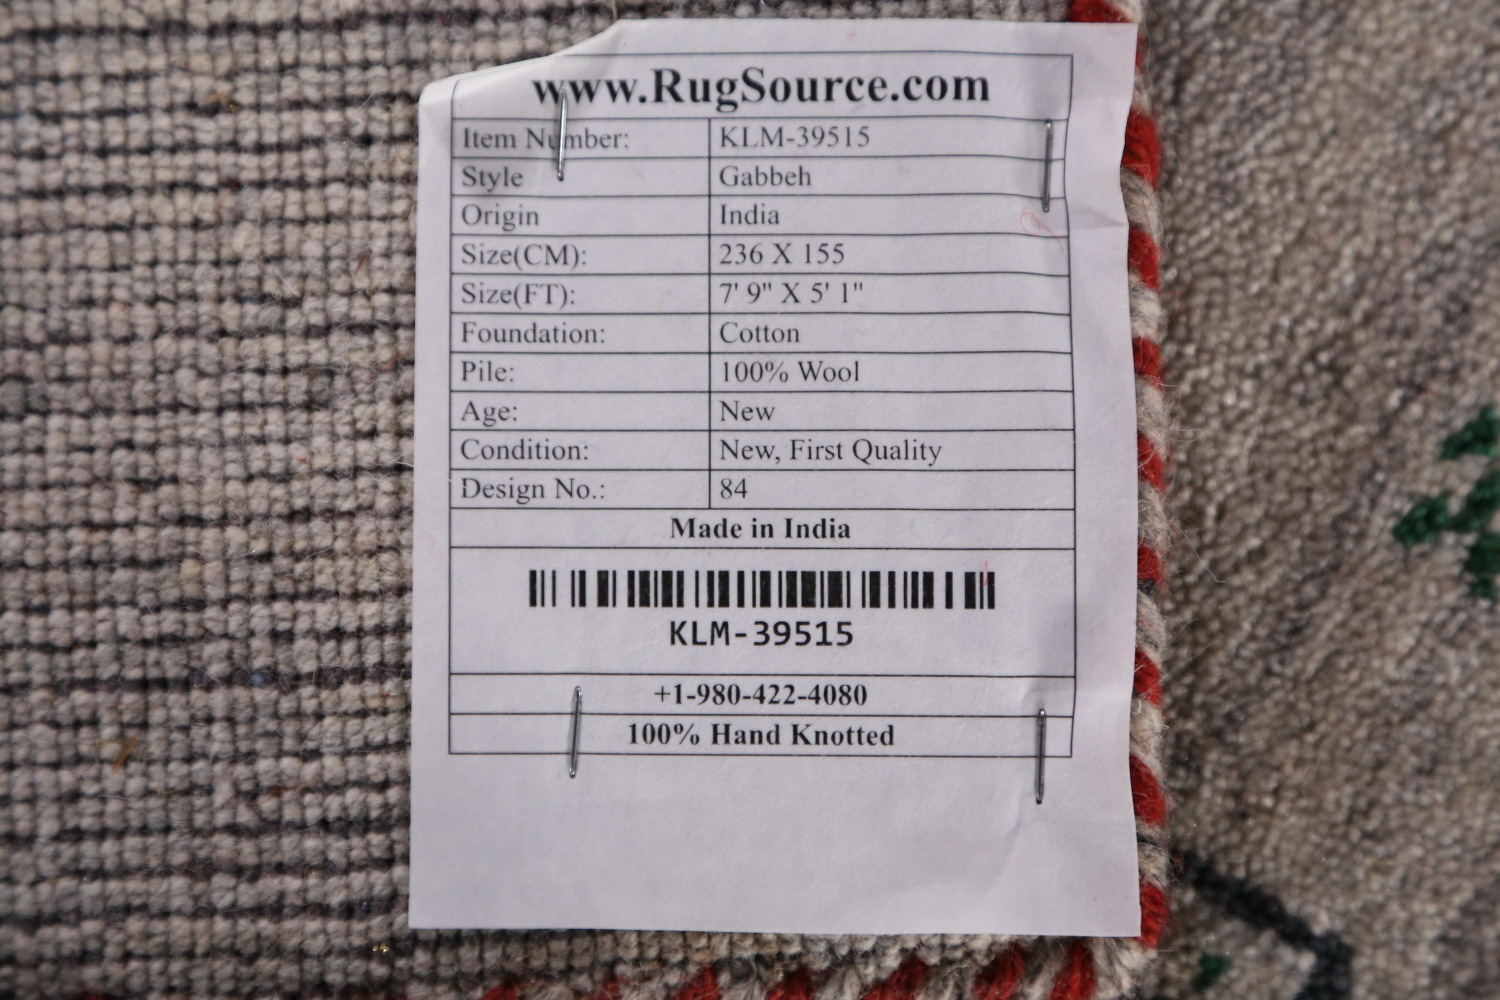 www.RugSource.com
Item Number: KLM-39515
Style Gabbeh
Origin India
Size(CM): 236 X 155
Size(FT): 7' 9" X 5' 1"
Foundation: Cotton
Pile: 100% Wool
Age: New
Condition: New, First Quality
Design No.: 84
Made in India
KLM-39515
+1-980-422-4080
100% Hand Knotted